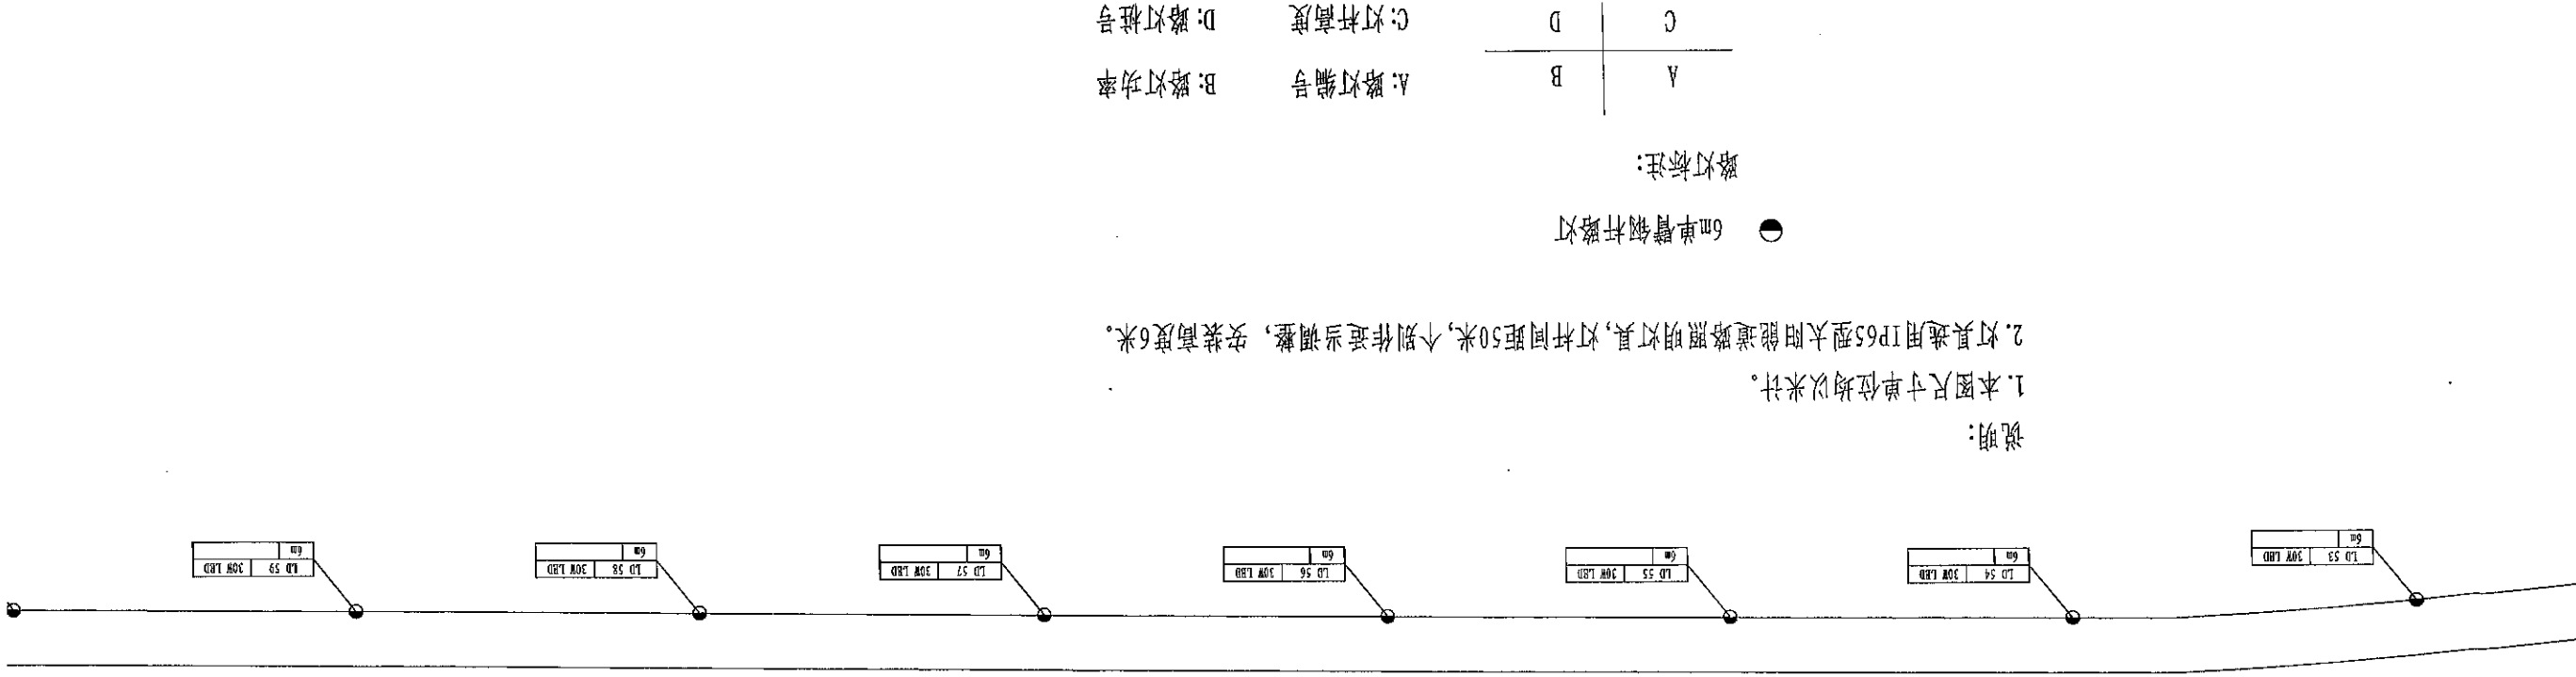 LD 53 30W LED
6m
LD 54 30W LED
6m
LD 55 30W LED
6m
LD 56 30W LED
6m
LD 57 30W LED
6m
LD 58 30W LED
6m
LD 59 30W LED
6m
说明:
1.本图尺寸单位均以米计。
2.灯具选用IP65型太阳能道路照明灯具,灯杆间距50米,个别作适当调整, 安装高度6米。
6m单臂钢杆路灯
路灯标注:
A B A:路灯编号 B:路灯功率
C D C:灯杆高度 D:路灯桩号